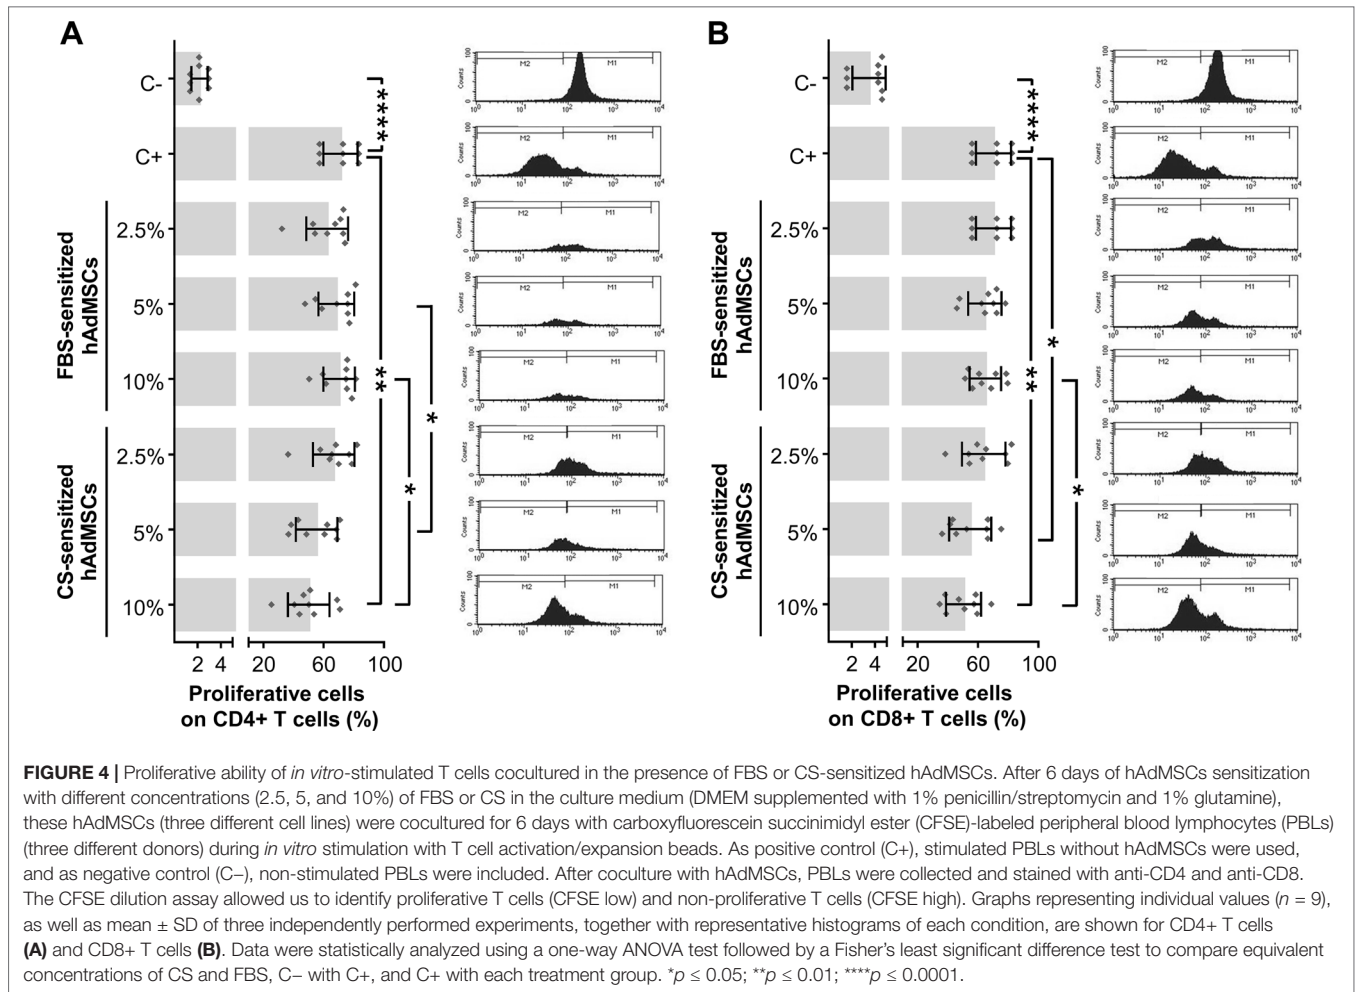 A
B
C-
C+
FBS-sensitized
hAdMSCs
2.5%
5%
10%
CS-sensitized
hAdMSCs
2.5%
5%
10%
****
**
*
*
2 4 20 60 100
Proliferative cells
on CD4+ T cells (%)
Counts
M2 M1
C-
C+
FBS-sensitized
hAdMSCs
2.5%
5%
10%
CS-sensitized
hAdMSCs
2.5%
5%
10%
****
**
*
*
2 4 20 60 100
Proliferative cells
on CD8+ T cells (%)
Counts
M2 M1
FIGURE 4 | Proliferative ability of in vitro-stimulated T cells cocultured in the presence of FBS or CS-sensitized hAdMSCs. After 6 days of hAdMSCs sensitization
with different concentrations (2.5, 5, and 10%) of FBS or CS in the culture medium (DMEM supplemented with 1% penicillin/streptomycin and 1% glutamine),
these hAdMSCs (three different cell lines) were cocultured for 6 days with carboxyfluorescein succinimidyl ester (CFSE)-labeled peripheral blood lymphocytes (PBLs)
(three different donors) during in vitro stimulation with T cell activation/expansion beads. As positive control (C+), stimulated PBLs without hAdMSCs were used,
and as negative control (C−), non-stimulated PBLs were included. After coculture with hAdMSCs, PBLs were collected and stained with anti-CD4 and anti-CD8.
The CFSE dilution assay allowed us to identify proliferative T cells (CFSE low) and non-proliferative T cells (CFSE high). Graphs representing individual values (n = 9),
as well as mean ± SD of three independently performed experiments, together with representative histograms of each condition, are shown for CD4+ T cells
(A) and CD8+ T cells (B). Data were statistically analyzed using a one-way ANOVA test followed by a Fisher's least significant difference test to compare equivalent
concentrations of CS and FBS, C− with C+, and C+ with each treatment group. *p ≤ 0.05; **p ≤ 0.01; ****p ≤ 0.0001.